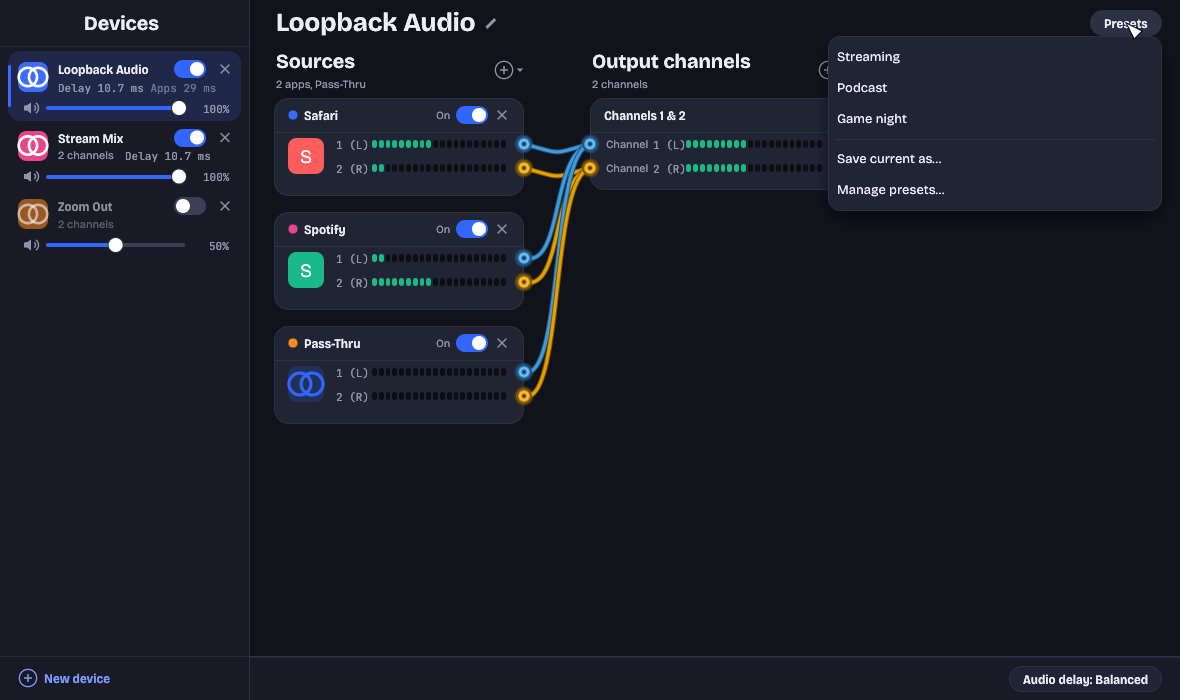 Devices
Loopback Audio
Delay 10.7 ms Apps 29 ms
100%
Stream Mix
2 channels Delay 10.7 ms
100%
Zoom Out
2 channels
50%
New device
Loopback Audio
Presets
Streaming
Podcast
Game night
Save current as...
Manage presets...
Sources
2 apps, Pass-Thru
Safari On
S
1 (L)
2 (R)
Spotify On
S
1 (L)
2 (R)
Pass-Thru On
1 (L)
2 (R)
Output channels
2 channels
Channels 1 & 2
Channel 1 (L)
Channel 2 (R)
Audio delay: Balanced